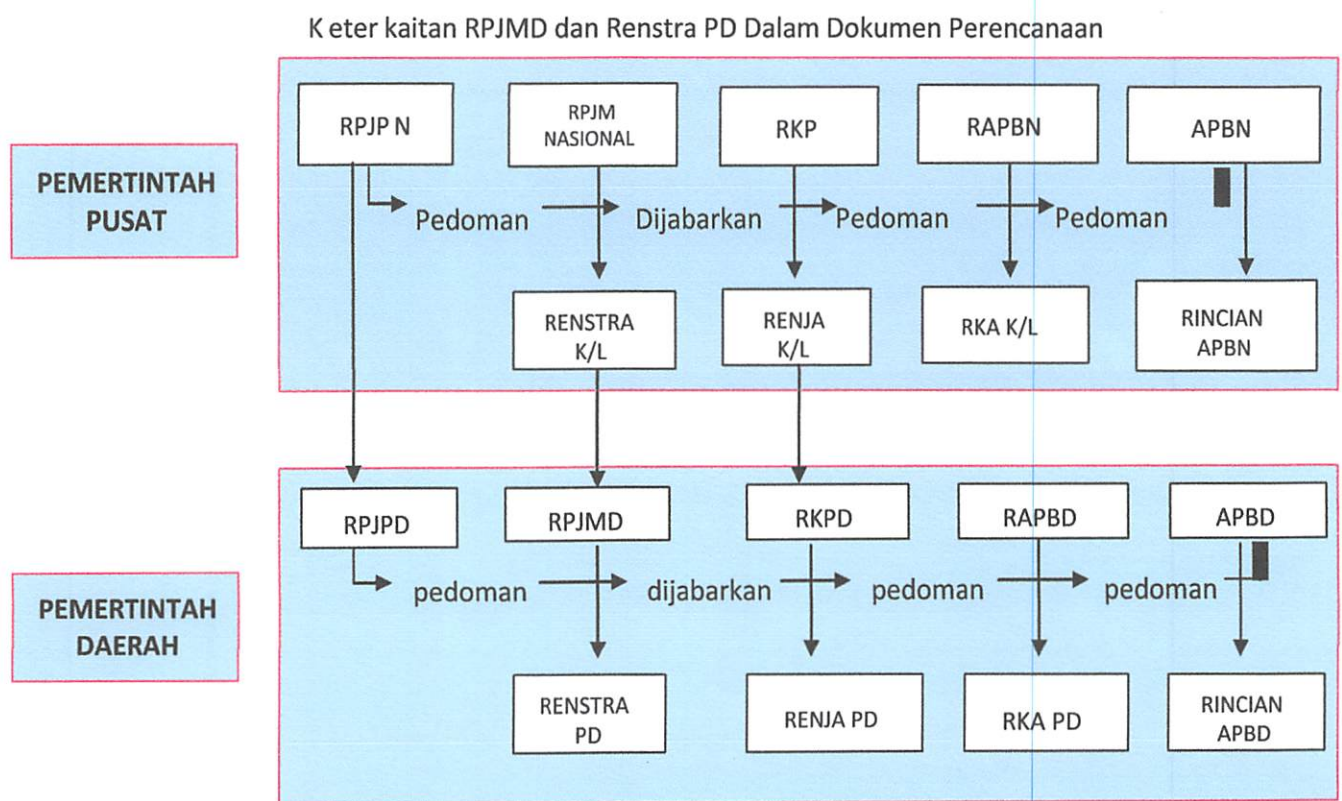 K eter kaitan RPJMD dan Renstra PD Dalam Dokumen Perencanaan
PEMERTINTAH
PUSAT
RPJP N
RPJM
NASIONAL
RKP
RAPBN
APBN
Pedoman
Dijabarkan
Pedoman
Pedoman
RENSTRA
K/L
RENJA
K/L
RKA K/L
RINCIAN
APBN
PEMERTINTAH
DAERAH
RPJPD
RPJMD
RKPD
RAPBD
APBD
pedoman
dijabarkan
pedoman
pedoman
RENSTRA
PD
RENJA PD
RKA PD
RINCIAN
APBD